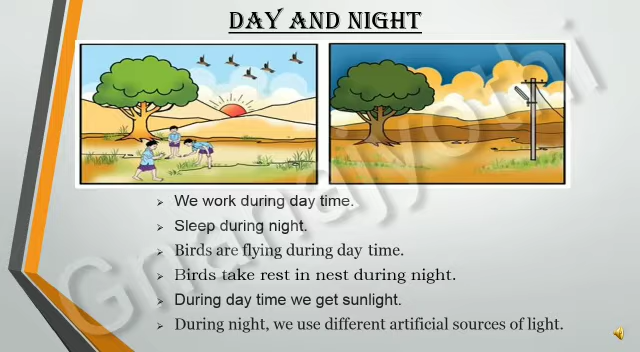 DAY AND NIGHT
We work during day time.
Sleep during night.
Birds are flying during day time.
Birds take rest in nest during night.
During day time we get sunlight.
During night, we use different artificial sources of light.
Gnanajyothi